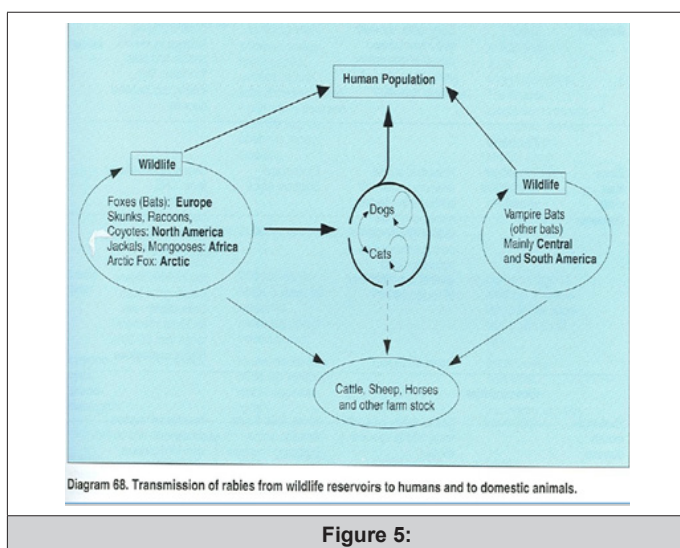 Human Population
Wildlife
Foxes (Bats): Europe
Skunks, Racoons,
Coyotes: North America
Jackals, Mongooses: Africa
Arctic Fox: Arctic
Dogs
Cats
Wildlife
Vampire Bats
(other bats)
Mainly Central
and South America
Cattle, Sheep, Horses
and other farm stock
Diagram 68. Transmission of rabies from wildlife reservoirs to humans and to domestic animals.
Figure 5: